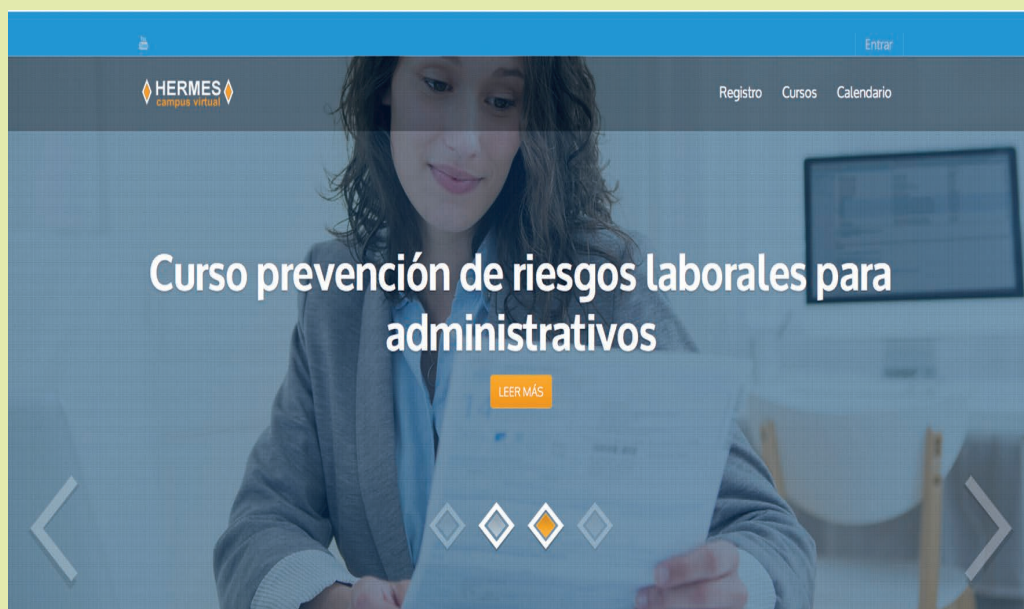 Entrar
HERMES
campus virtual
Registro Cursos Calendario
Curso prevención de riesgos laborales para
administrativos
LEER MÁS